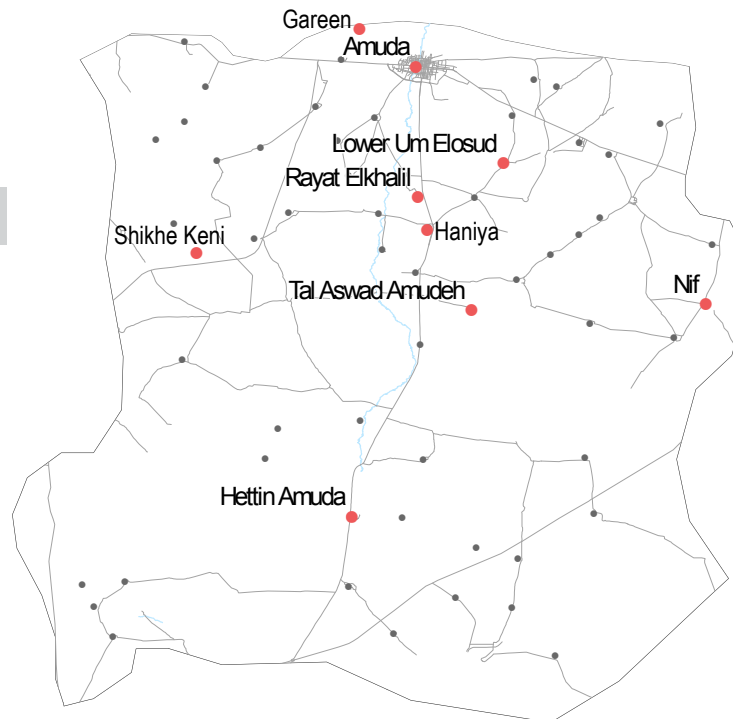 Gareen
Amuda
Lower Um Elosud
Rayat Elkhalil
Haniya
Shikhe Keni
Tal Aswad Amudeh
Nif
Hettin Amuda